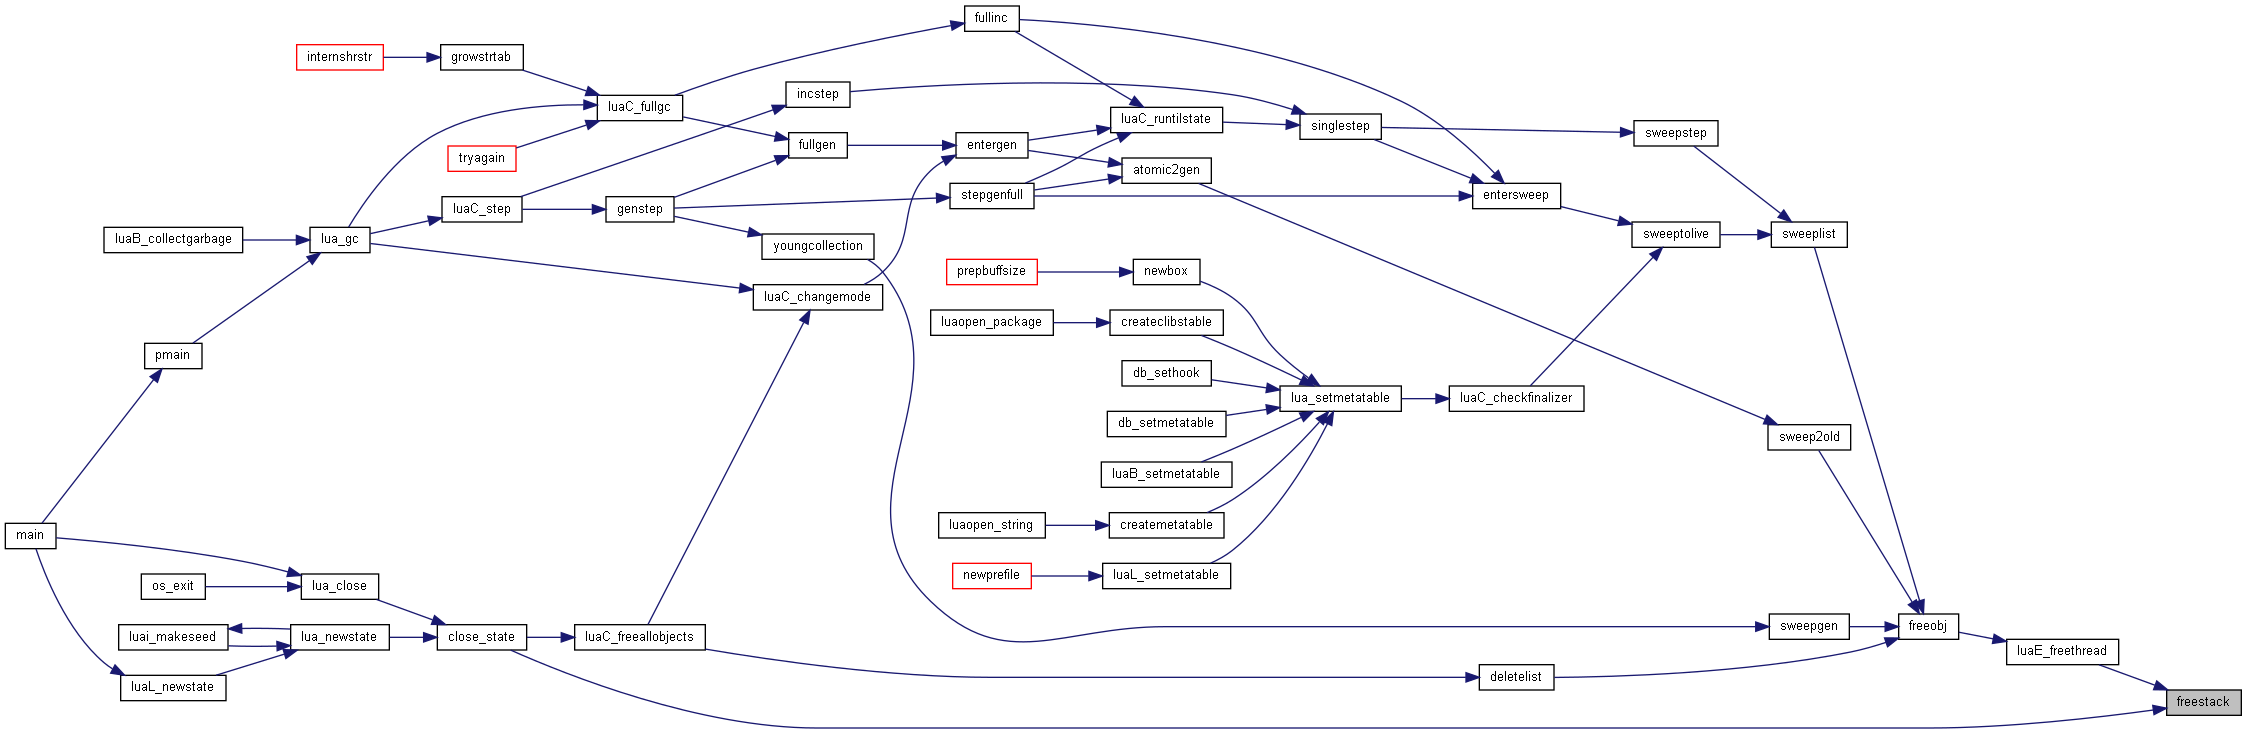 fullinc
internshrstr
growstrtab
incstep
luaC_fullgc
luaC_runtilstate
singlestep
sweepstep
tryagain
fullgen
entergen
atomic2gen
luaC_step
genstep
stepgenfull
entersweep
luaB_collectgarbage
lua_gc
youngcollection
sweeptolive
sweeplist
prepbuffsize
newbox
luaC_changemode
luaopen_package
createclibstable
pmain
db_sethook
lua_setmetatable
luaC_checkfinalizer
db_setmetatable
sweep2old
luaB_setmetatable
main
luaopen_string
createmetatable
os_exit
lua_close
newprefile
luaL_setmetatable
luai_makeseed
lua_newstate
close_state
luaC_freeallobjects
sweepgen
freeobj
luaE_freethread
luaL_newstate
deletelist
freestack